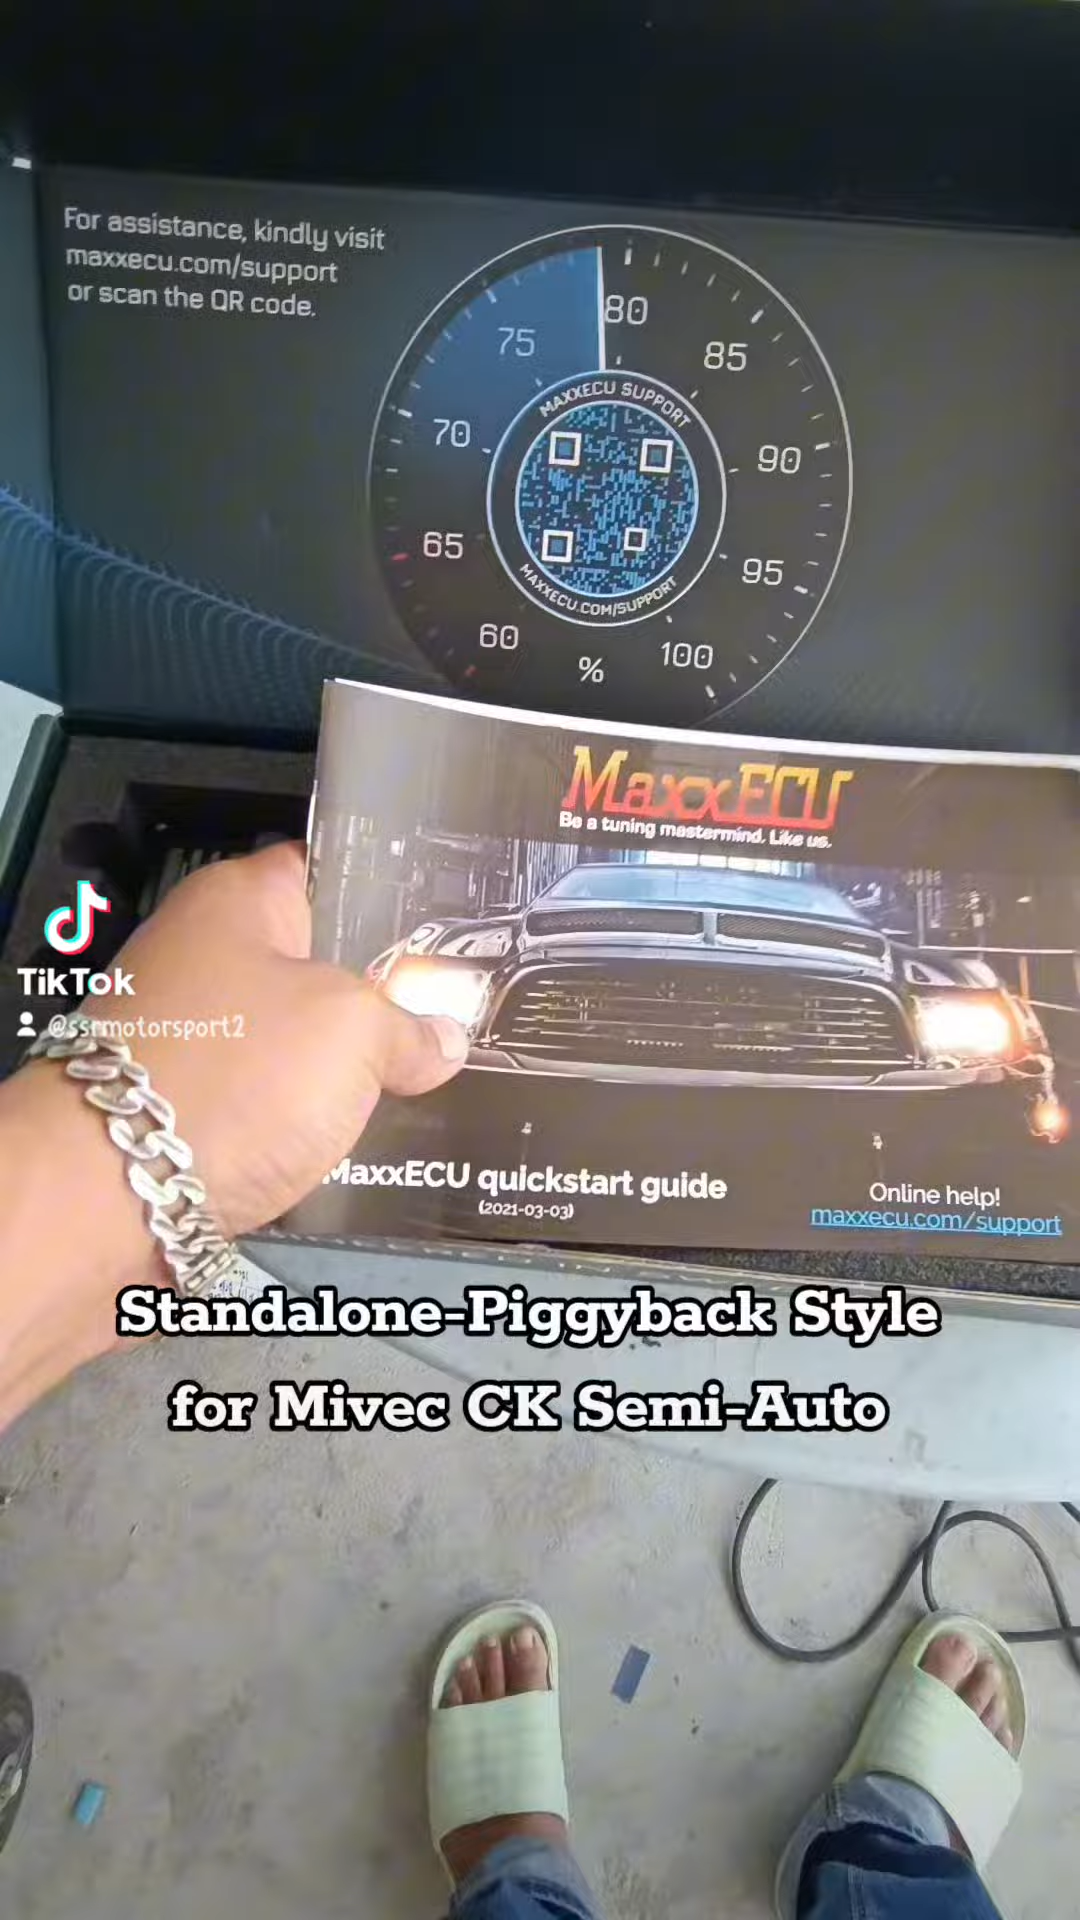 For assistance, kindly visit
maxxecu.com/support
or scan the QR code.
80
75
85
70
90
65
95
60
100
%
MAXXECU SUPPORT
MAXXECU.COM/SUPPORT
MaxxECU
Be a tuning mastermind. Like us.
TikTok
@ssrmotorsport2
MaxxECU quickstart guide
(2021-03-03)
Online help!
maxxecu.com/support
Standalone-Piggyback Style
for Mivec CK Semi-Auto